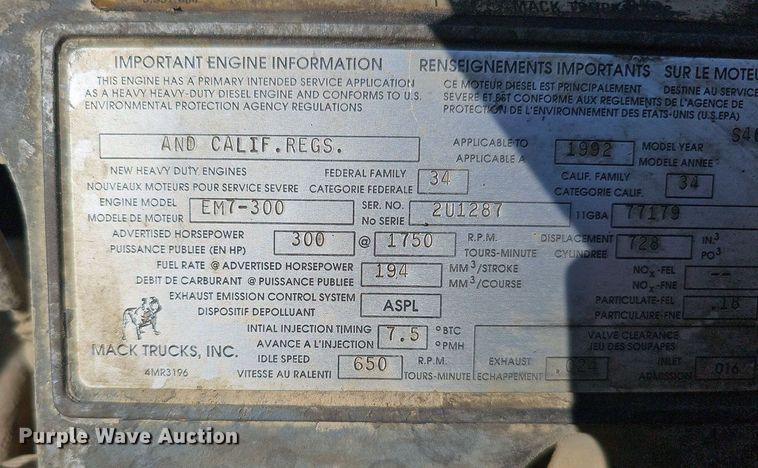 MACK TRUCKS
IMPORTANT ENGINE INFORMATION
RENSEIGNEMENTS IMPORTANTS SUR LE MOTEU
THIS ENGINE HAS A PRIMARY INTENDED SERVICE APPLICATION
CE MOTEUR DIESEL EST PRINCIPALEMENT DESTINE AU SERVICE
AS A HEAVY HEAVY-DUTY DIESEL ENGINE AND CONFORMS TO U.S.
SEVERE ET EST CONFORME AUX REGLEMENTS DE L'AGENCE DE
ENVIRONMENTAL PROTECTION AGENCY REGULATIONS
PROTECTION DE L'ENVIRONNEMENT DES ETATS-UNIS (U.S.EPA)
AND CALIF.REGS. APPLICABLE TO 1992 MODEL YEAR
APPLICABLE A MODELE ANNEE
NEW HEAVY DUTY ENGINES FEDERAL FAMILY 34 CALIF. FAMILY 34
NOUVEAUX MOTEURS POUR SERVICE SEVERE CATEGORIE FEDERALE CATEGORIE CALIF.
ENGINE MODEL EM7-300 SER. NO. 2U1287 11GBA 77179
MODELE DE MOTEUR No SERIE
ADVERTISED HORSEPOWER 300 @ 1750 R.P.M. DISPLACEMENT 728 IN.³
PUISSANCE PUBLIEE (EN HP) TOURS-MINUTE CYLINDREE PO³
FUEL RATE @ ADVERTISED HORSEPOWER 194 MM³/STROKE NOx-FEL --
DEBIT DE CARBURANT @ PUISSANCE PUBLIEE MM³/COURSE NOx-FNE
EXHAUST EMISSION CONTROL SYSTEM ASPL PARTICULATE-FEL .18
DISPOSITIF DEPOLLUANT PARTICULAIRE-FNE
INTIAL INJECTION TIMING 7.5 °BTC VALVE CLEARANCE
AVANCE A L'INJECTION °PMH JEU DES SOUPAPES
MACK TRUCKS, INC. IDLE SPEED 650 R.P.M. EXHAUST .024 INLET .016
4MR3196 VITESSE AU RALENTI TOURS-MINUTE ECHAPPEMENT ADMISSION
Purple Wave Auction